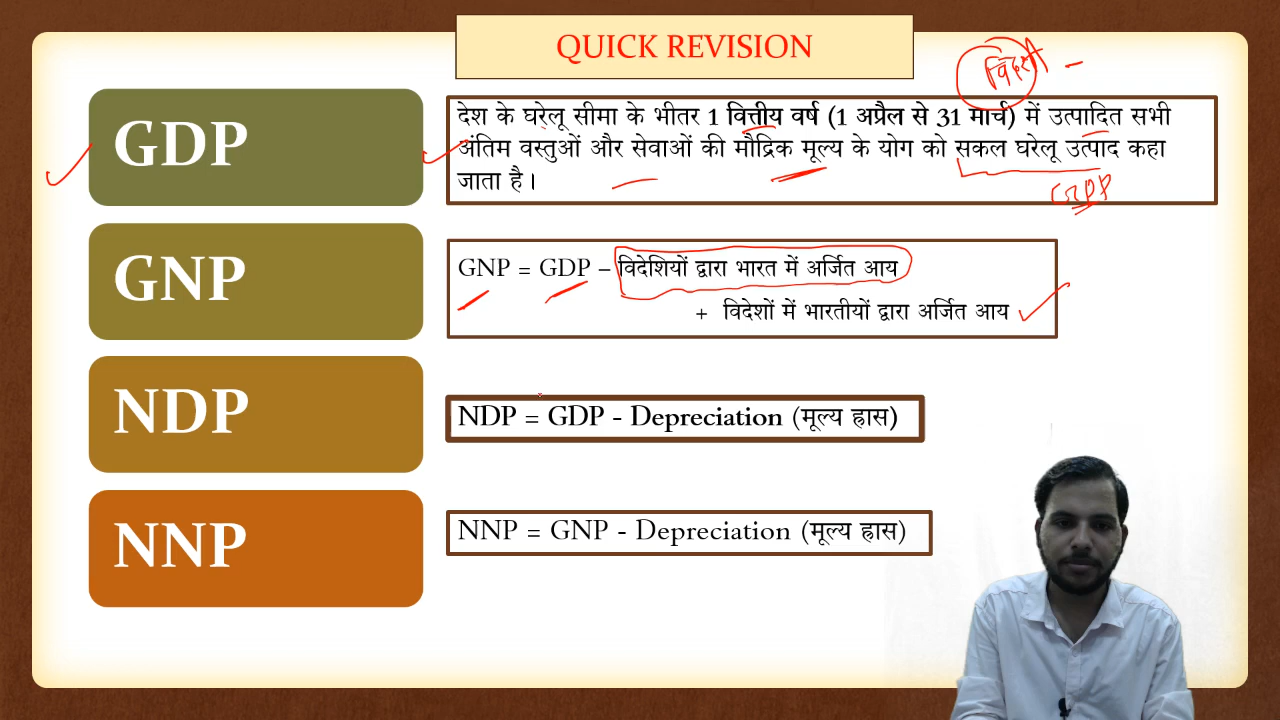 QUICK REVISION
विदेशी -
GDP
देश के घरेलू सीमा के भीतर 1 वित्तीय वर्ष (1 अप्रैल से 31 मार्च) में उत्पादित सभी
अंतिम वस्तुओं और सेवाओं की मौद्रिक मूल्य के योग को सकल घरेलू उत्पाद कहा
जाता है।
GNP
GNP = GDP – विदेशियों द्वारा भारत में अर्जित आय
+ विदेशों में भारतीयों द्वारा अर्जित आय
NDP
NDP = GDP - Depreciation (मूल्य ह्रास)
NNP
NNP = GNP - Depreciation (मूल्य ह्रास)